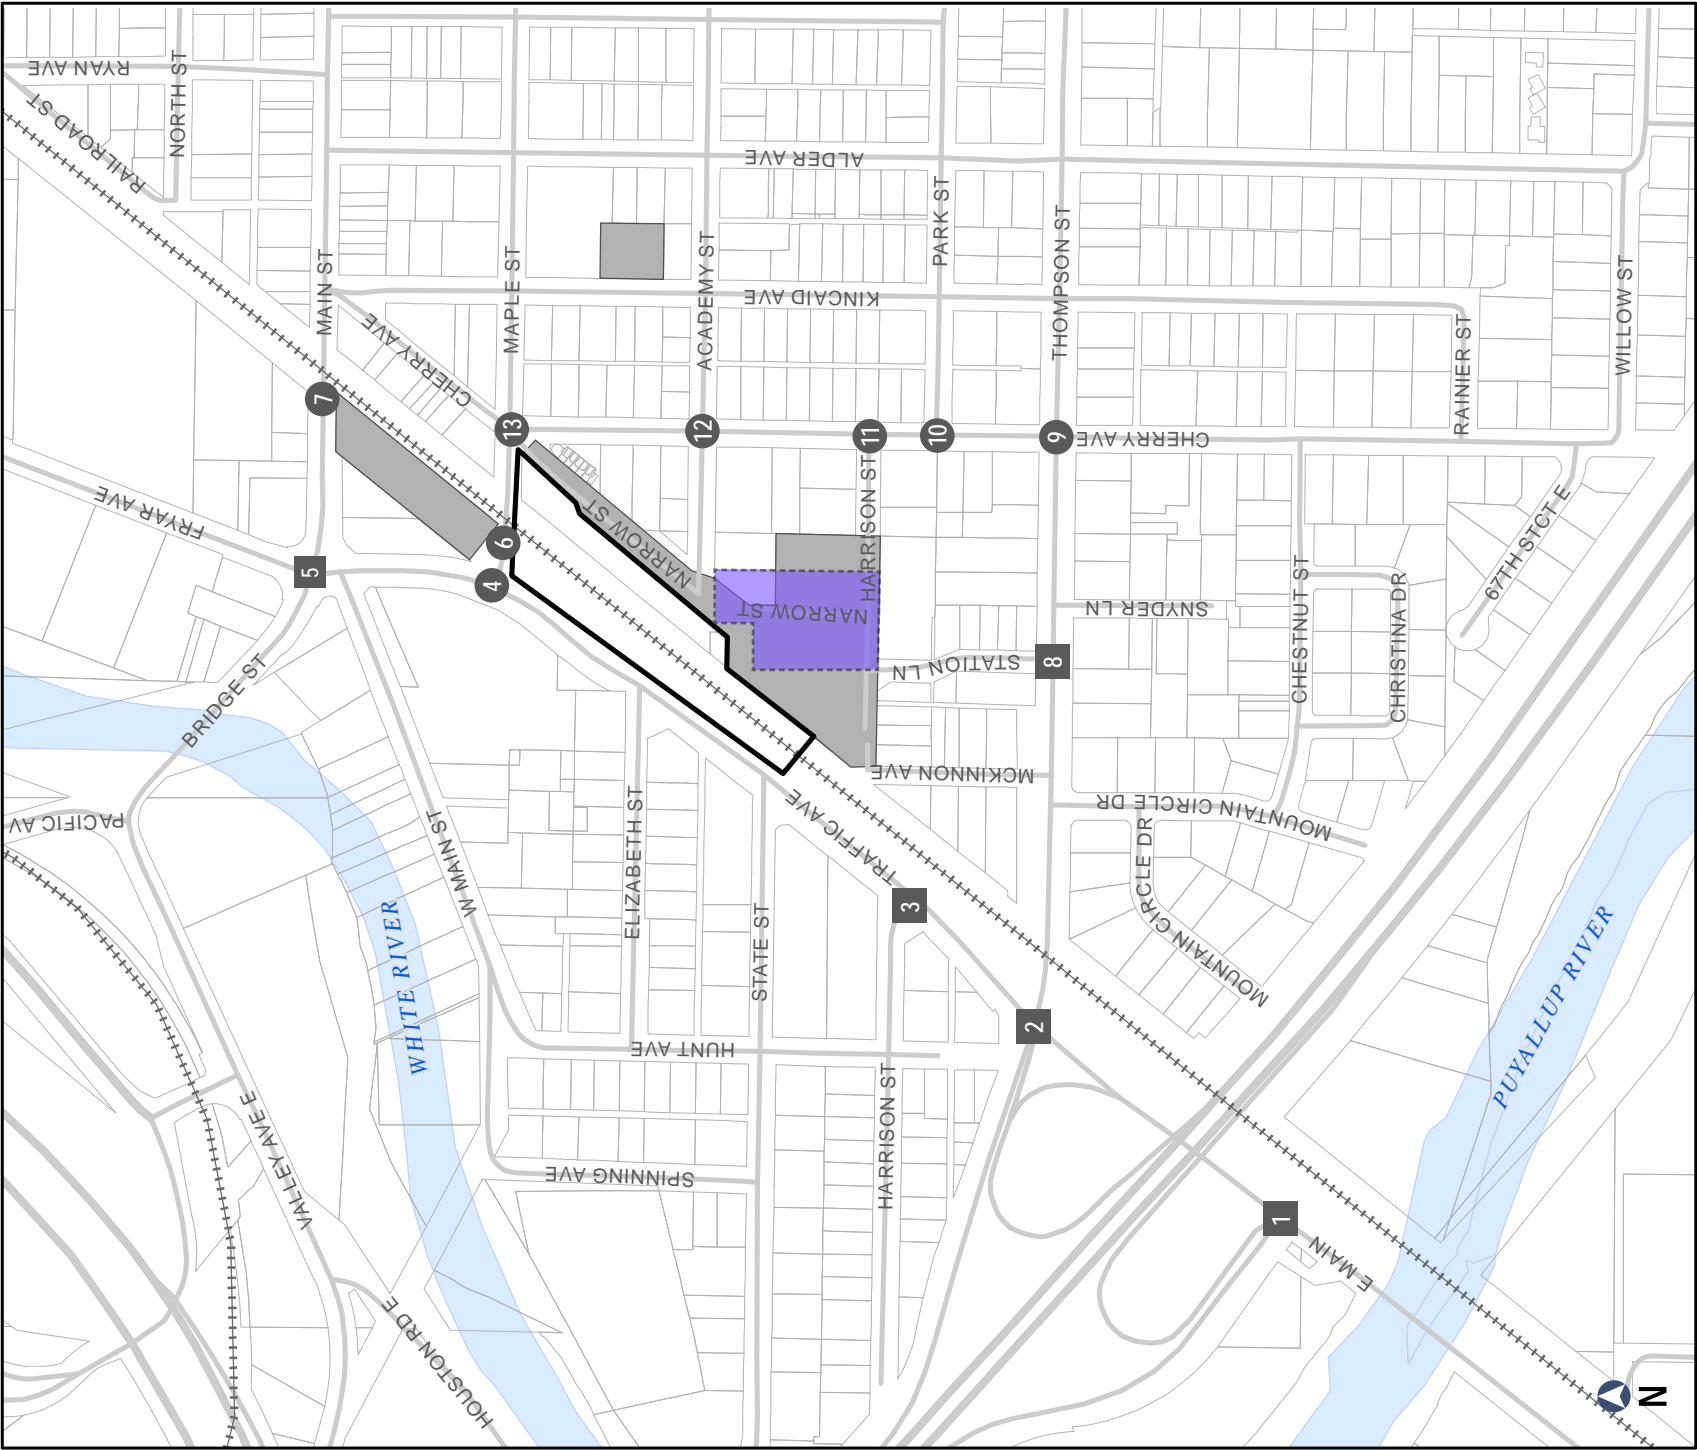 RYAN AVE
RAILROAD ST
NORTH ST
ALDER AVE
MAIN ST
MAPLE ST
ACADEMY ST
PARK ST
THOMPSON ST
WILLOW ST
KINCAID AVE
CHERRY AVE
RAINIER ST
7
13
12
11
10
9
CHERRY AVE
FRYAR AVE
HARRISON ST
NARROW ST
67TH STCT E
5
6
4
NARROW ST
NARROW ST
SNYDER LN
CHESTNUT ST
CHRISTINA DR
STATION LN
8
BRIDGE ST
MCKINNON AVE
MOUNTAIN CIRCLE DR
PACIFIC AV
W MAIN ST
ELIZABETH ST
TRAFFIC AVE
MOUNTAIN CIRCLE DR
3
WHITE RIVER
STATE ST
PUYALLUP RIVER
2
HUNT AVE
HARRISON ST
VALLEY AVE E
SPINNING AVE
1
E MAIN
HOUSTON RD E
N